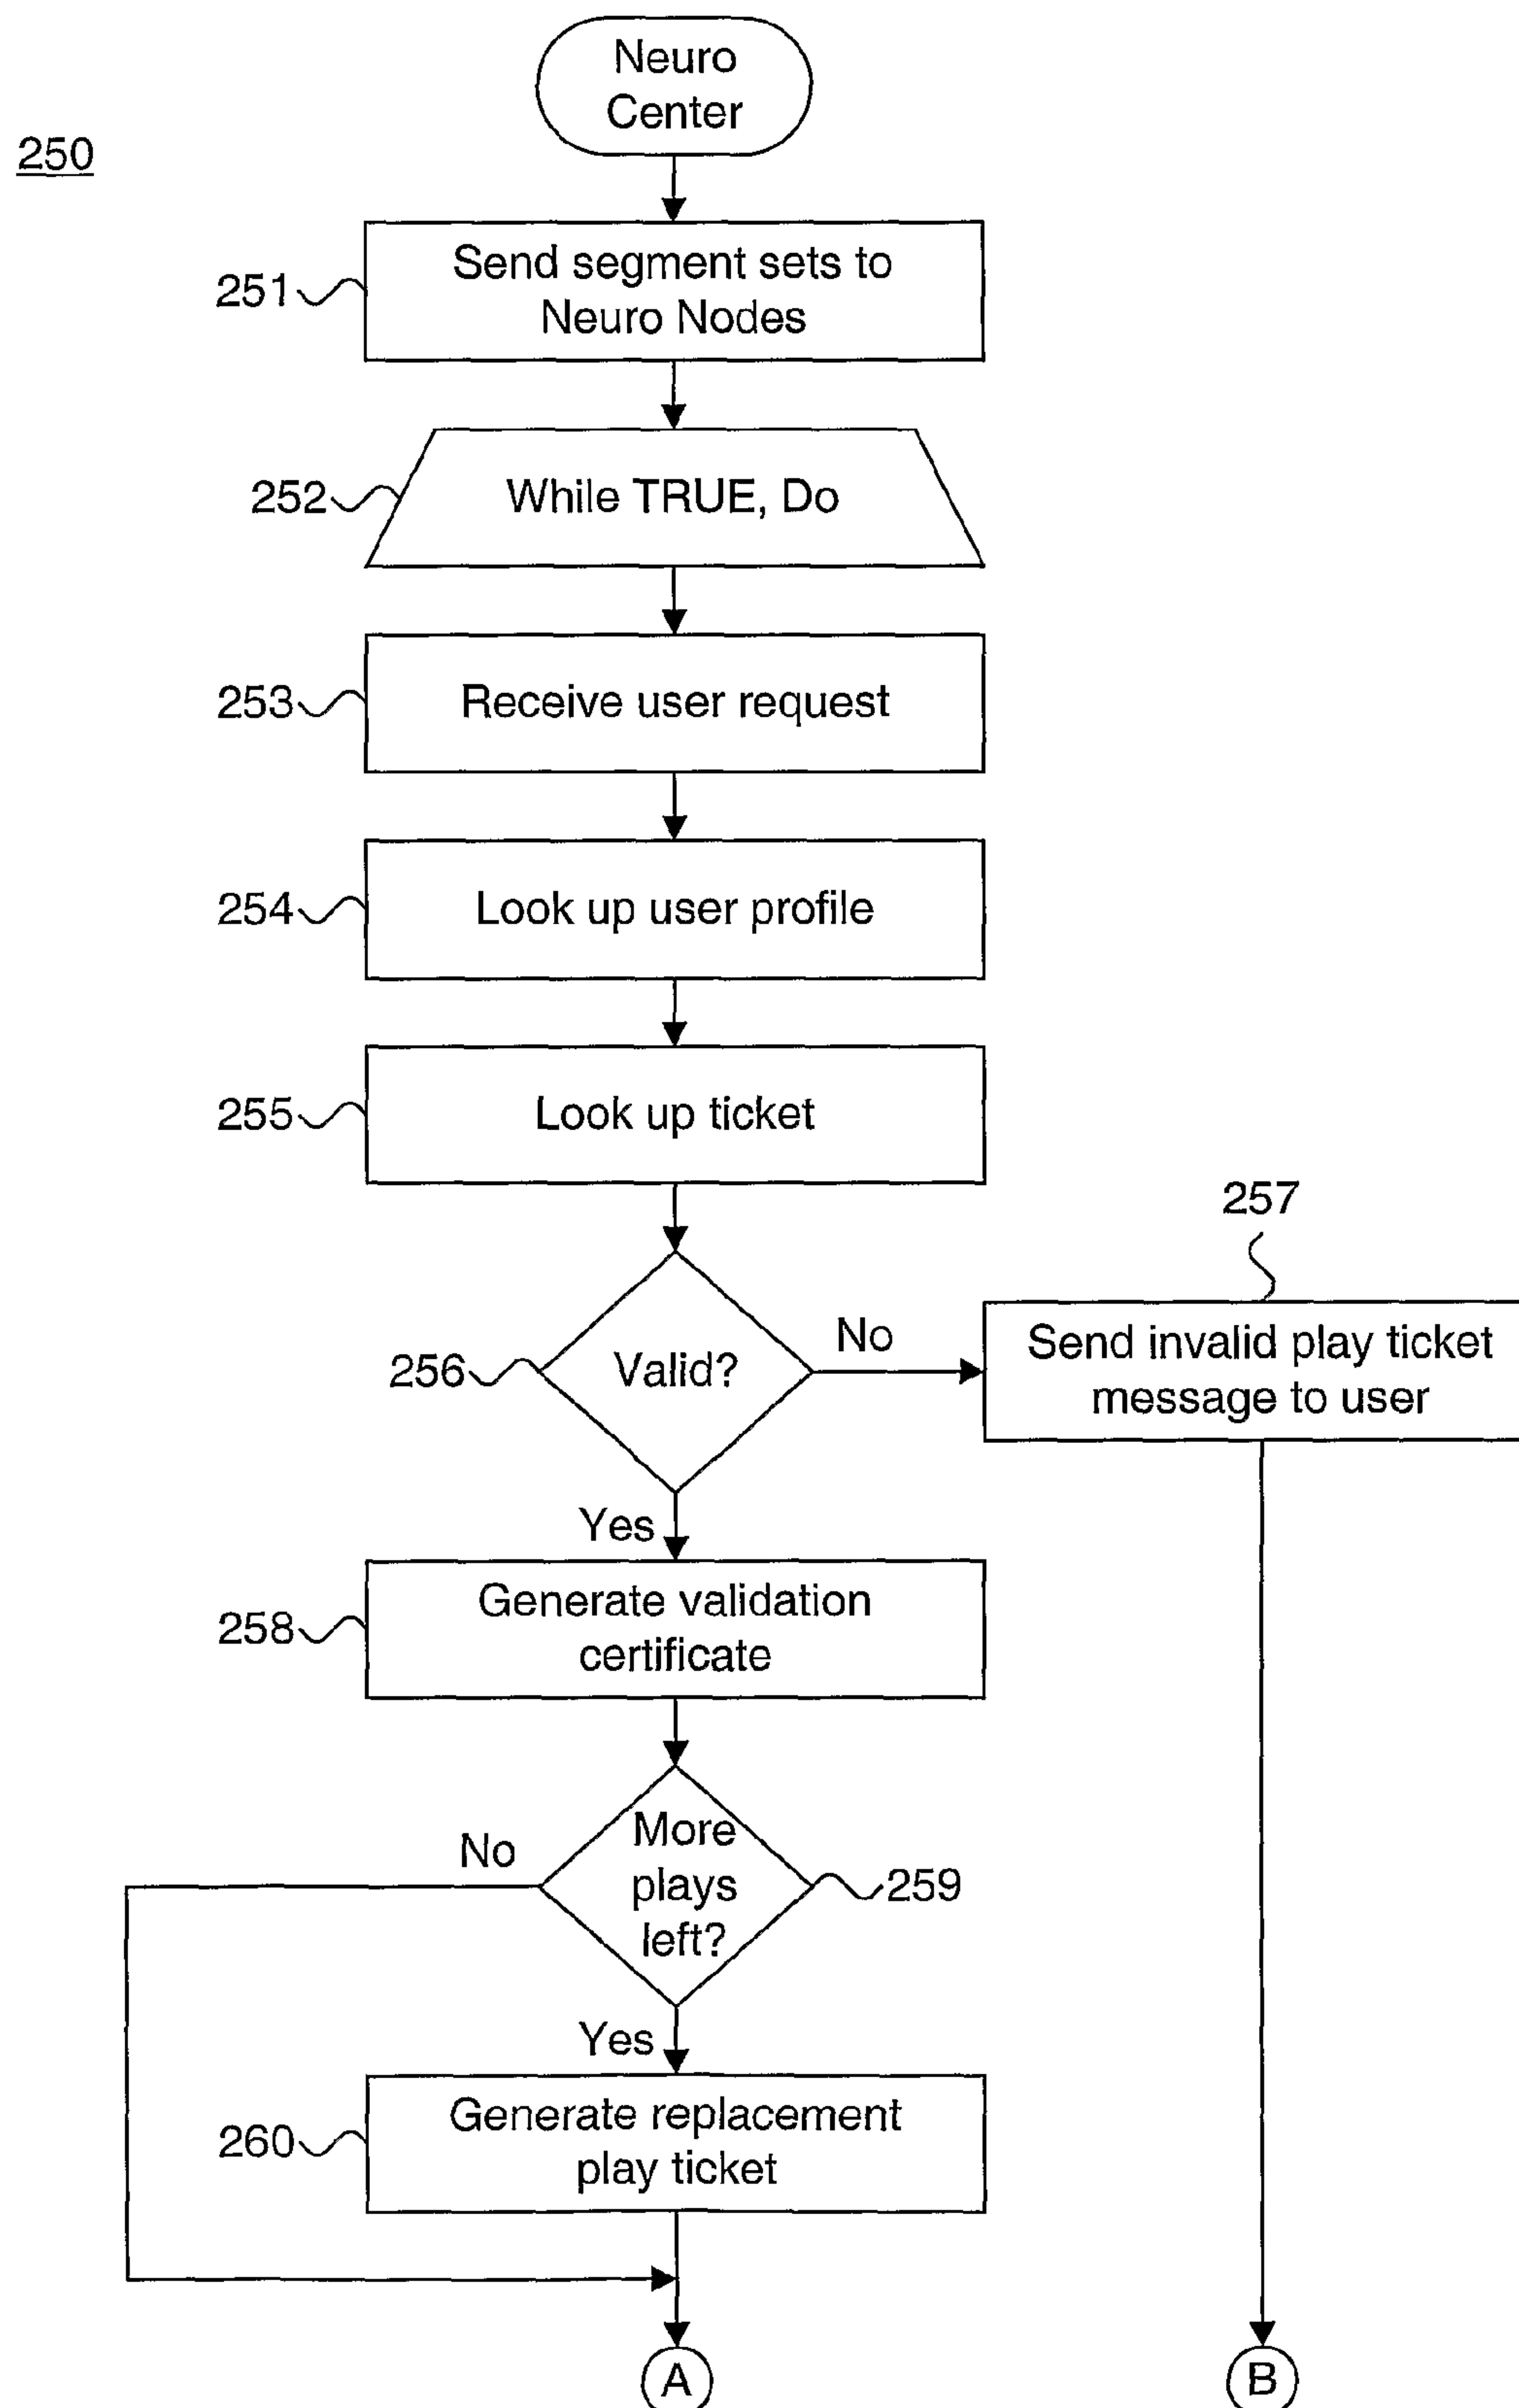 Neuro
Center
250
Send segment sets to
Neuro Nodes
251
While TRUE, Do
252
Receive user request
253
Look up user profile
254
Look up ticket
255
257
Valid?
256
No
Send invalid play ticket
message to user
Yes
Generate validation
certificate
258
More
plays
left?
No
259
Yes
Generate replacement
play ticket
260
A
B